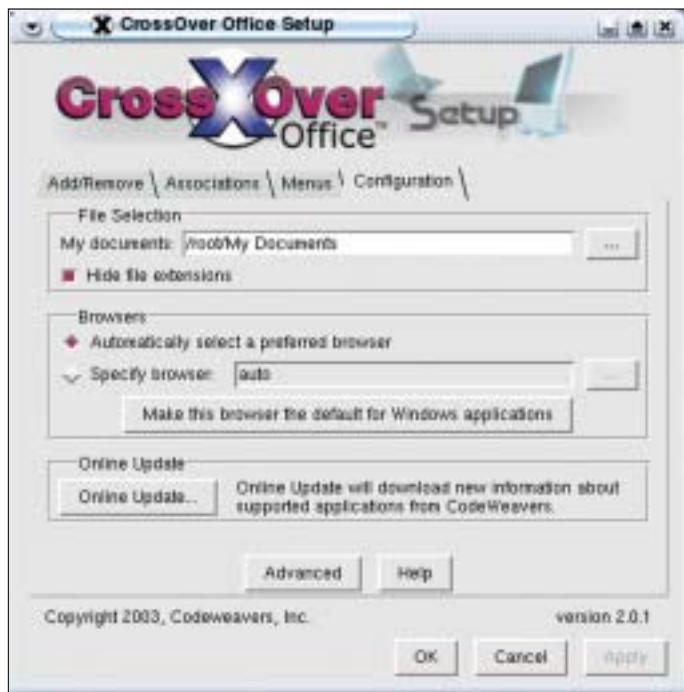 CrossOver Office Setup
CrossOver
Office™
Setup
Add/Remove
Associations
Menus
Configuration
File Selection
My documents: /root/My Documents
...
Hide file extensions
Browsers
Automatically select a preferred browser
Specify browser: auto
...
Make this browser the default for Windows applications
Online Update
Online Update...
Online Update will download new information about
supported applications from CodeWeavers.
Advanced
Help
Copyright 2003, Codeweavers, Inc.
version 2.0.1
OK
Cancel
Apply